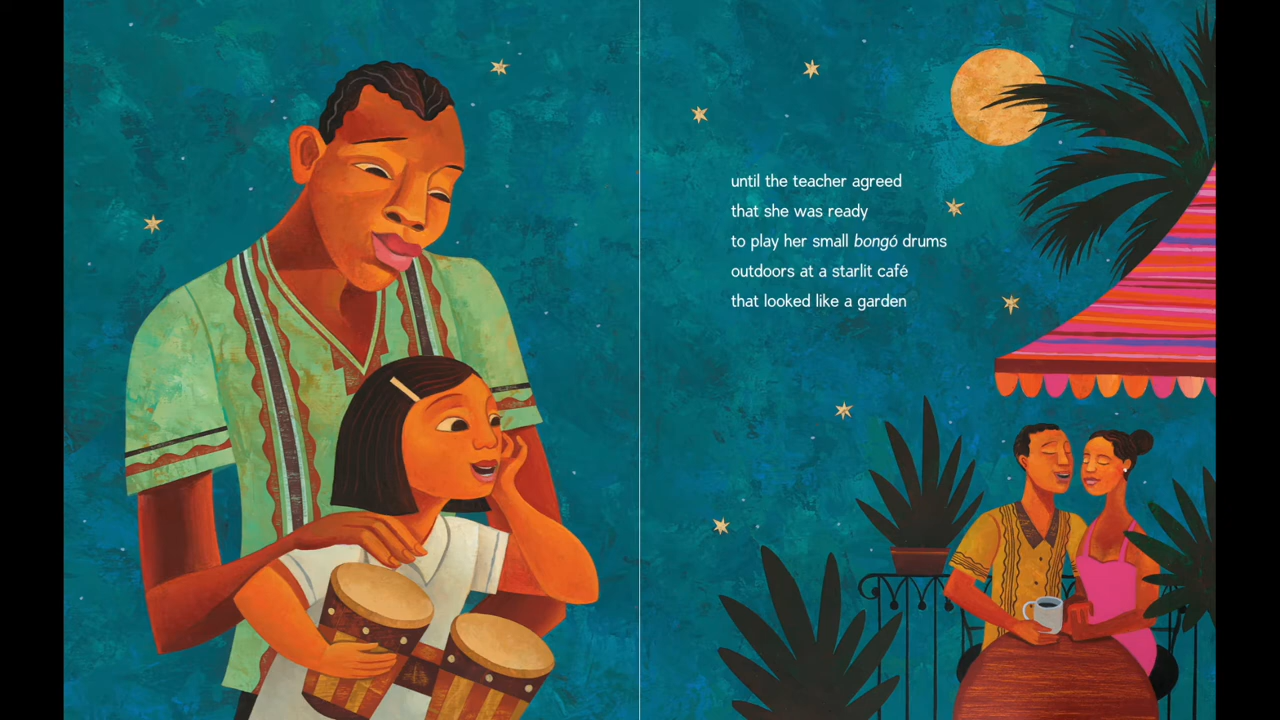 until the teacher agreed
that she was ready
to play her small bongó drums
outdoors at a starlit café
that looked like a garden